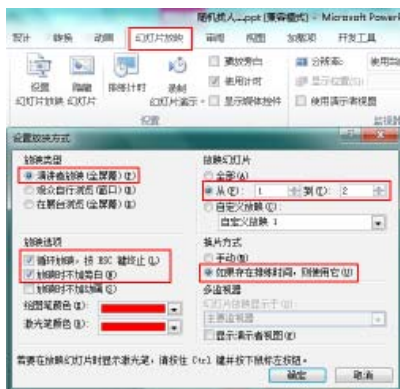 随机抽人...ppt [兼容模式] - Microsoft Power
设计 切换 动画 幻灯片放映 审阅 视图 加载项 开发工具
设置幻灯片放映 隐藏幻灯片 排练计时 录制幻灯片演示
播放旁白
使用计时
显示媒体控件
分辨率: 使用当
显示位置(S):
使用演示者视图
设置
监视器
设置放映方式
放映类型
演讲者放映(全屏幕)(P)
观众自行浏览(窗口)(B)
在展台浏览(全屏幕)(K)
放映选项
循环放映，按 ESC 键终止(L)
放映时不加旁白(N)
放映时不加动画(S)
绘图笔颜色(E):
激光笔颜色(R):
放映幻灯片
全部(A)
从(F): 1 到(T): 2
自定义放映(C):
自定义放映 1
换片方式
手动(M)
如果存在排练时间，则使用它(U)
多监视器
幻灯片放映显示于(O):
主要监视器
显示演示者视图(W)
若要在放映幻灯片时显示激光笔，请按住 Ctrl 键并按下鼠标左按钮。
确定 取消